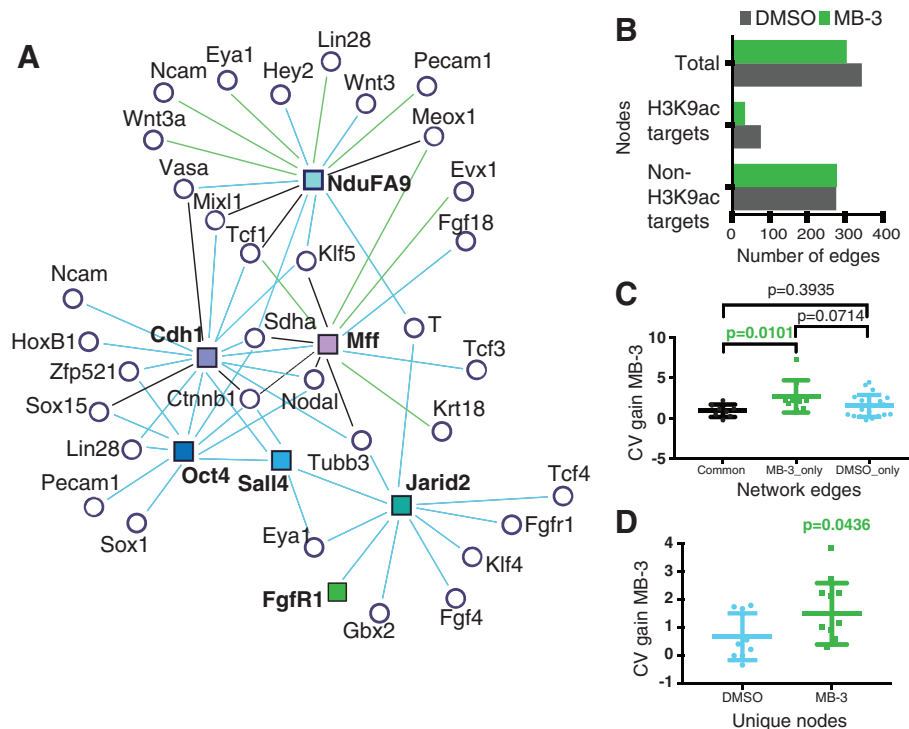 A
Lin28
Eya1
Hey2
Ncam
Wnt3
Pecam1
Wnt3a
Meox1
Vasa
NduFA9
Evx1
Mixl1
Fgf18
Tcf1
Klf5
Ncam
Cdh1
Sdha
Mff
T
HoxB1
Tcf3
Zfp521
Ctnnb1
Nodal
Sox15
Krt18
Lin28
Oct4
Sall4
Tubb3
Pecam1
Jarid2
Tcf4
Sox1
Eya1
Fgfr1
Klf4
FgfR1
Gbx2
Fgf4
B
DMSO MB-3
Nodes
Total
H3K9ac
targets
Non-
H3K9ac
targets
0 100 200 300 400
Number of edges
C
p=0.3935
p=0.0714
p=0.0101
CV gain MB-3
10
5
0
-5
Common MB-3_only DMSO_only
Network edges
D
p=0.0436
CV gain MB-3
4
3
2
1
0
-1
DMSO MB-3
Unique nodes